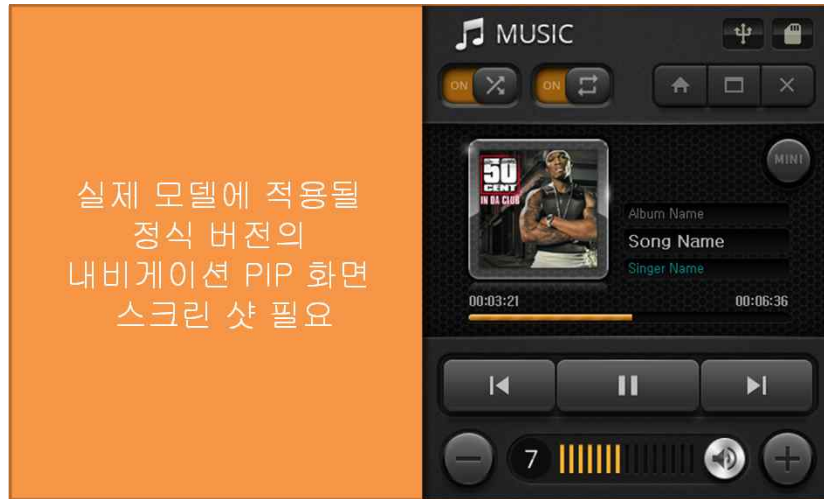 실제 모델에 적용될
정식 버전의
내비게이션 PIP 화면
스크린 샷 필요
MUSIC
ON
ON
MINI
50
CENT
IN DA CLUB
Album Name
Song Name
Singer Name
00:03:21
00:06:36
7